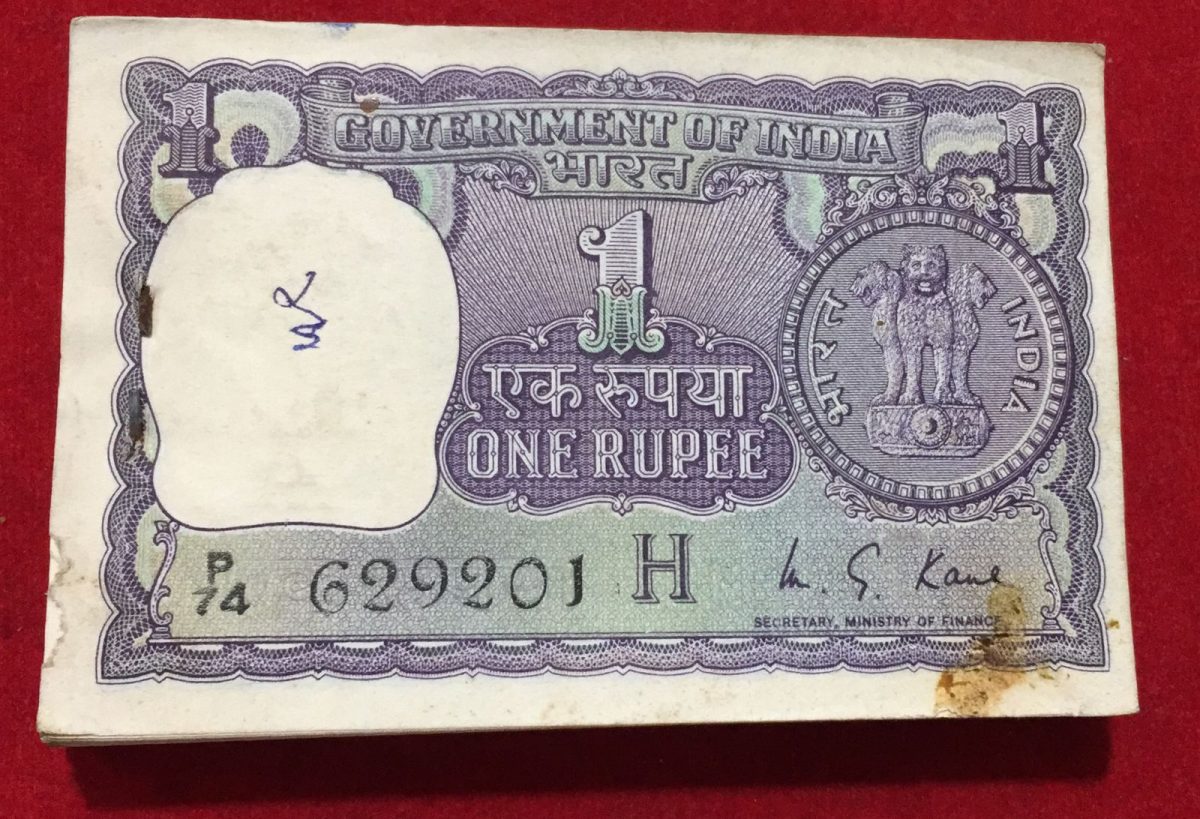 1 GOVERNMENT OF INDIA 1
भारत
1
एक रुपया
ONE RUPEE
भारत INDIA
P/74 629201 H
M. G. Kaul
SECRETARY, MINISTRY OF FINANCE